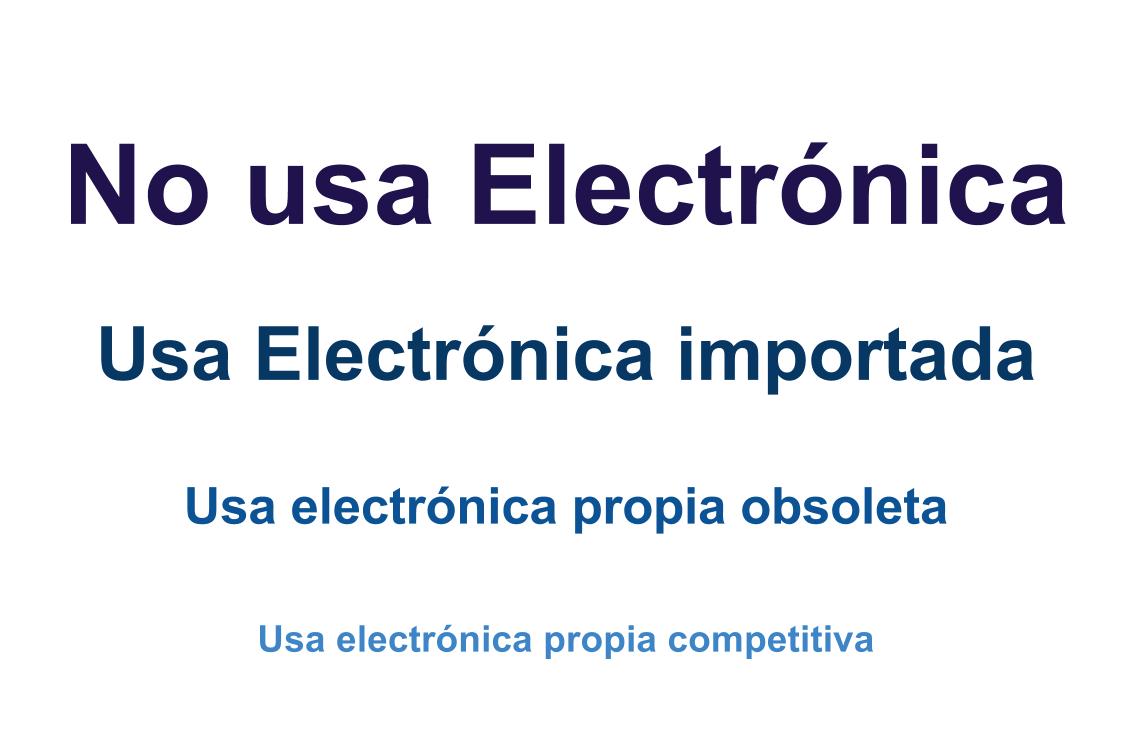 No usa Electrónica
Usa Electrónica importada
Usa electrónica propia obsoleta
Usa electrónica propia competitiva